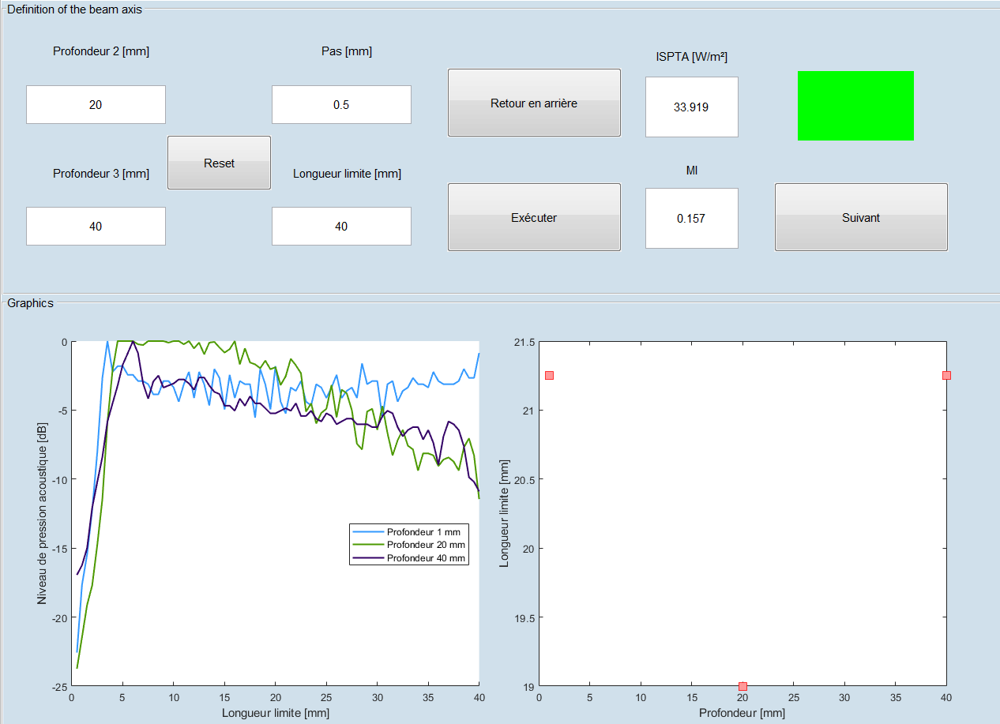 Definition of the beam axis
Profondeur 2 [mm]
Pas [mm]
ISPTA [W/m²]
20
0.5
Retour en arrière
33.919
Reset
Profondeur 3 [mm]
Longueur limite [mm]
MI
40
40
Exécuter
0.157
Suivant
Graphics
0
-5
-10
-15
-20
-25
Niveau de pression acoustique [dB]
Profondeur 1 mm
Profondeur 20 mm
Profondeur 40 mm
0 5 10 15 20 25 30 35 40
Longueur limite [mm]
21.5
21
20.5
20
19.5
19
Longueur limite [mm]
0 5 10 15 20 25 30 35 40
Profondeur [mm]